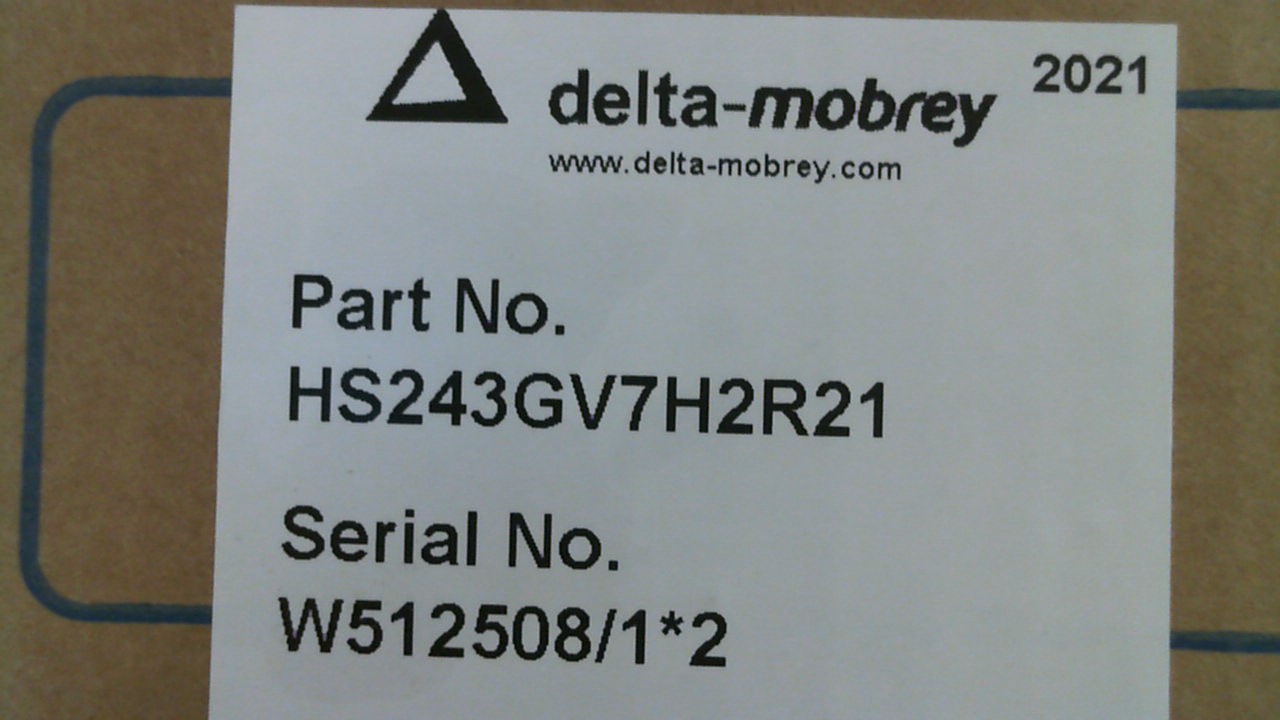 delta-mobrey 2021
www.delta-mobrey.com
Part No.
HS243GV7H2R21
Serial No.
W512508/1*2